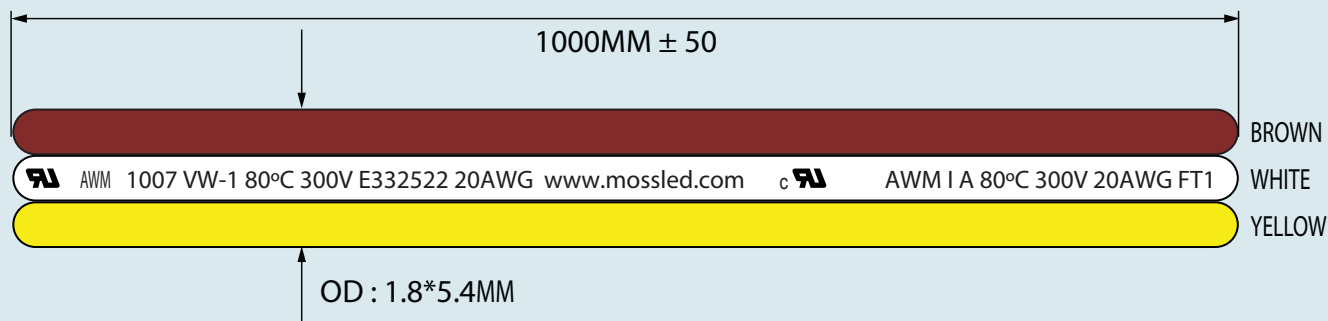 1000MM ± 50
BROWN
AWM 1007 VW-1 80ºC 300V E332522 20AWG www.mossled.com c AWM I A 80ºC 300V 20AWG FT1 WHITE
YELLOW
OD : 1.8*5.4MM